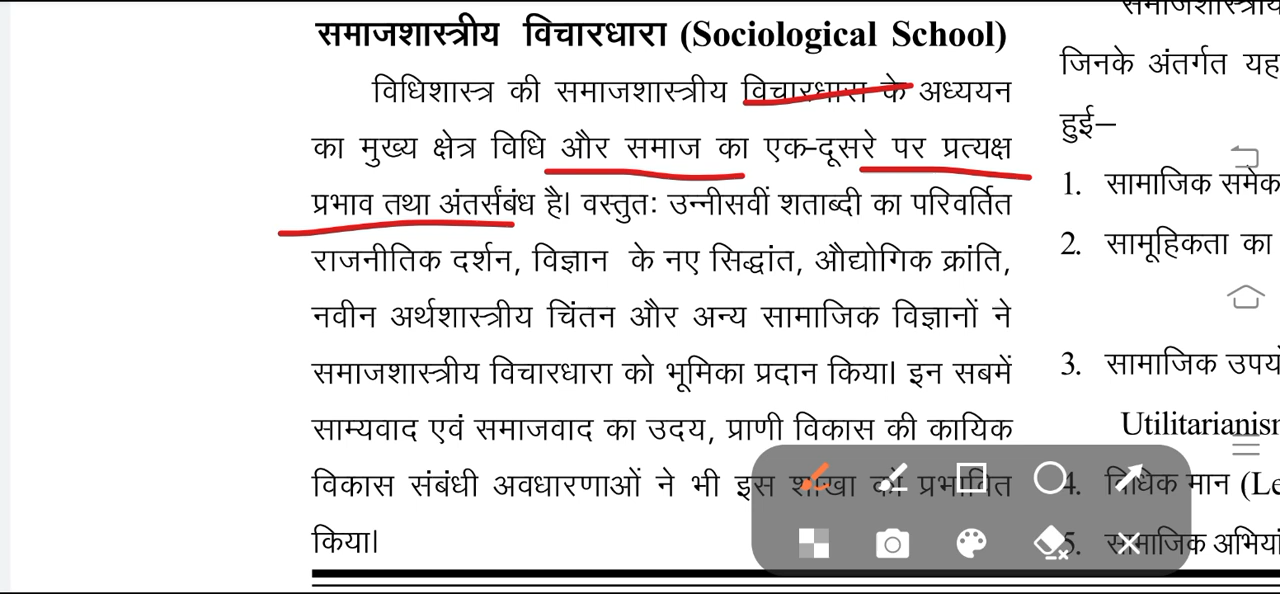 समाजशास्त्रीय विचारधारा (Sociological School)
विधिशास्त्र की समाजशास्त्रीय विचारधारा के अध्ययन
का मुख्य क्षेत्र विधि और समाज का एक-दूसरे पर प्रत्यक्ष
प्रभाव तथा अंतर्संबंध है। वस्तुतः उन्नीसवीं शताब्दी का परिवर्तित
राजनीतिक दर्शन, विज्ञान के नए सिद्धांत, औद्योगिक क्रांति,
नवीन अर्थशास्त्रीय चिंतन और अन्य सामाजिक विज्ञानों ने
समाजशास्त्रीय विचारधारा को भूमिका प्रदान किया। इन सबमें
साम्यवाद एवं समाजवाद का उदय, प्राणी विकास की कायिक
विकास संबंधी अवधारणाओं ने भी इस शाखा को प्रभावित
किया।
जिनके अंतर्गत यह
हुई–
1. सामाजिक
2. सामूहिकता का
3. सामाजिक
4. विधिक मान
5. सामाजिक